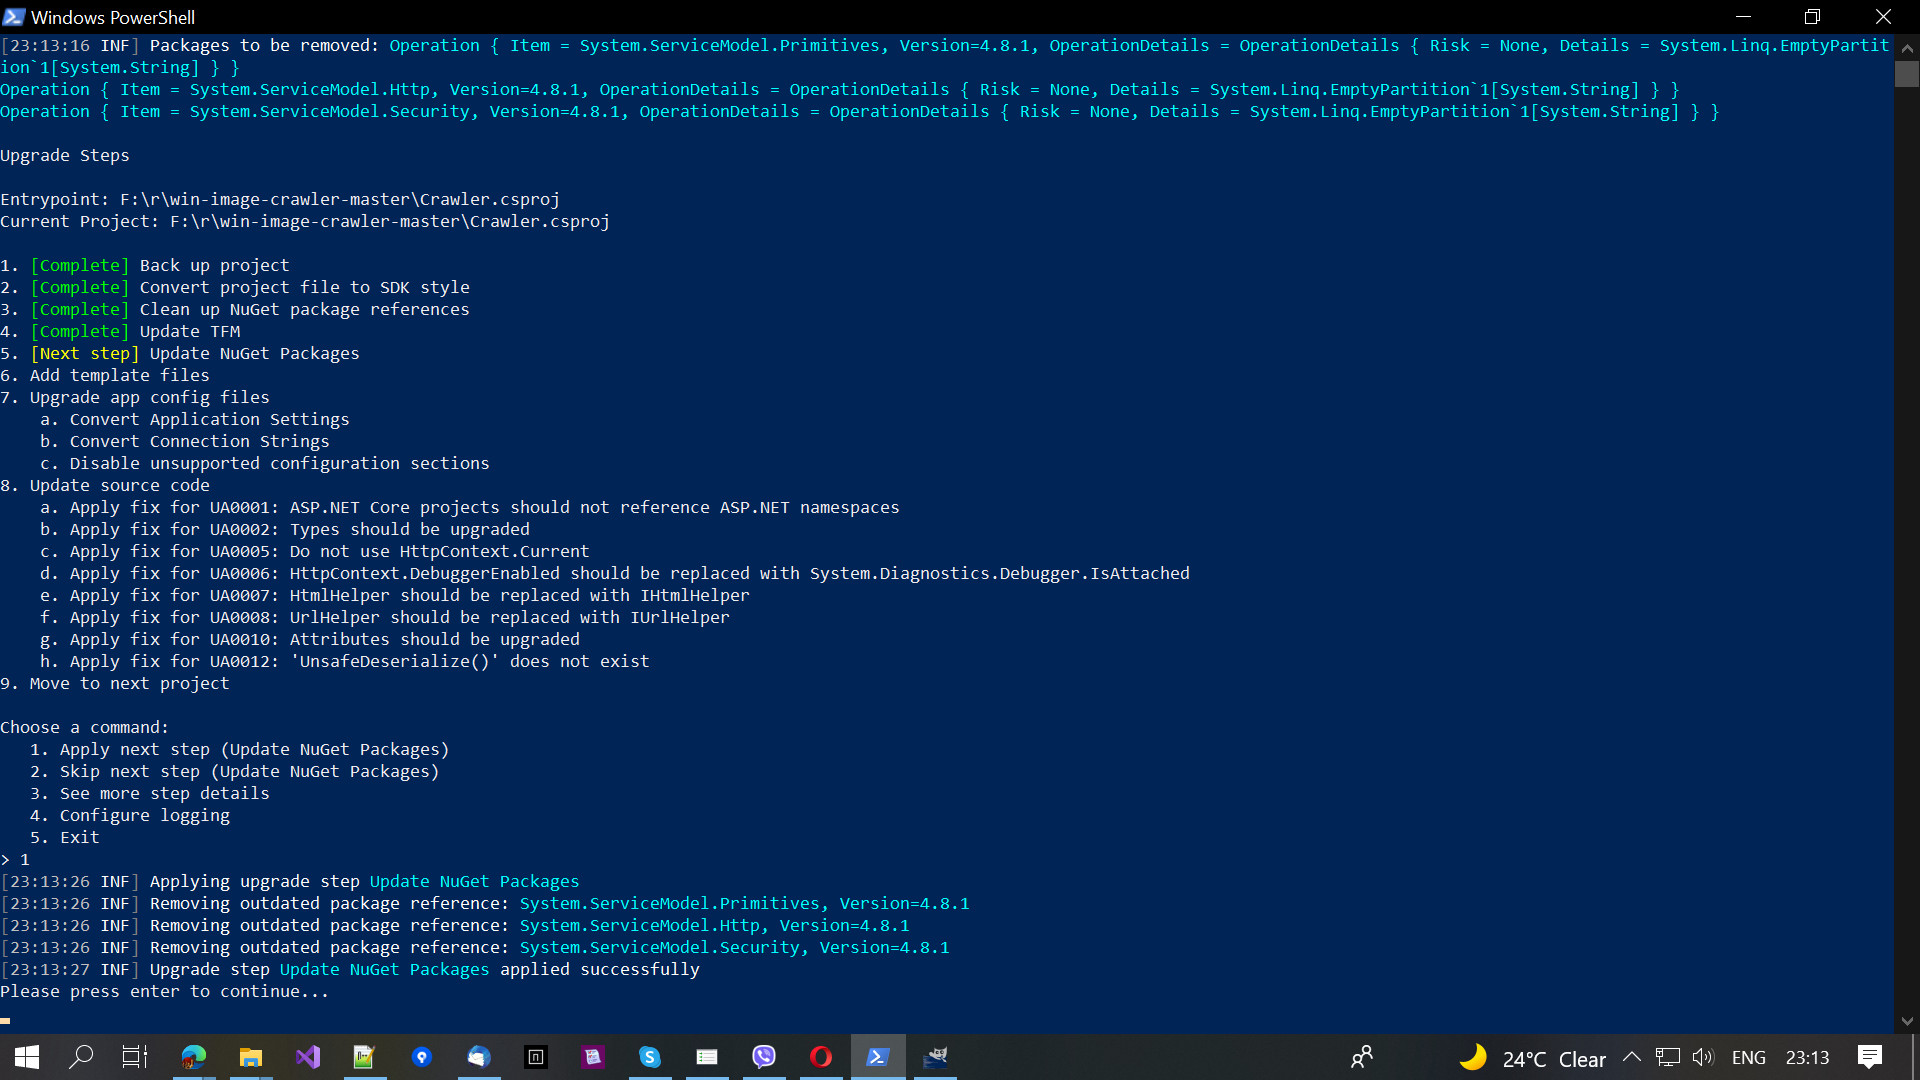 Windows PowerShell
[23:13:16 INF] Packages to be removed: Operation { Item = System.ServiceModel.Primitives, Version=4.8.1, OperationDetails = OperationDetails { Risk = None, Details = System.Linq.EmptyPartit
ion`1[System.String] } }
Operation { Item = System.ServiceModel.Http, Version=4.8.1, OperationDetails = OperationDetails { Risk = None, Details = System.Linq.EmptyPartition`1[System.String] } }
Operation { Item = System.ServiceModel.Security, Version=4.8.1, OperationDetails = OperationDetails { Risk = None, Details = System.Linq.EmptyPartition`1[System.String] } }
Upgrade Steps
Entrypoint: F:\r\win-image-crawler-master\Crawler.csproj
Current Project: F:\r\win-image-crawler-master\Crawler.csproj
1. [Complete] Back up project
2. [Complete] Convert project file to SDK style
3. [Complete] Clean up NuGet package references
4. [Complete] Update TFM
5. [Next step] Update NuGet Packages
6. Add template files
7. Upgrade app config files
a. Convert Application Settings
b. Convert Connection Strings
c. Disable unsupported configuration sections
8. Update source code
a. Apply fix for UA0001: ASP.NET Core projects should not reference ASP.NET namespaces
b. Apply fix for UA0002: Types should be upgraded
c. Apply fix for UA0005: Do not use HttpContext.Current
d. Apply fix for UA0006: HttpContext.DebuggerEnabled should be replaced with System.Diagnostics.Debugger.IsAttached
e. Apply fix for UA0007: HtmlHelper should be replaced with IHtmlHelper
f. Apply fix for UA0008: UrlHelper should be replaced with IUrlHelper
g. Apply fix for UA0010: Attributes should be upgraded
h. Apply fix for UA0012: 'UnsafeDeserialize()' does not exist
9. Move to next project
Choose a command:
1. Apply next step (Update NuGet Packages)
2. Skip next step (Update NuGet Packages)
3. See more step details
4. Configure logging
5. Exit
> 1
[23:13:26 INF] Applying upgrade step Update NuGet Packages
[23:13:26 INF] Removing outdated package reference: System.ServiceModel.Primitives, Version=4.8.1
[23:13:26 INF] Removing outdated package reference: System.ServiceModel.Http, Version=4.8.1
[23:13:26 INF] Removing outdated package reference: System.ServiceModel.Security, Version=4.8.1
[23:13:27 INF] Upgrade step Update NuGet Packages applied successfully
Please press enter to continue...
24°C Clear ENG 23:13